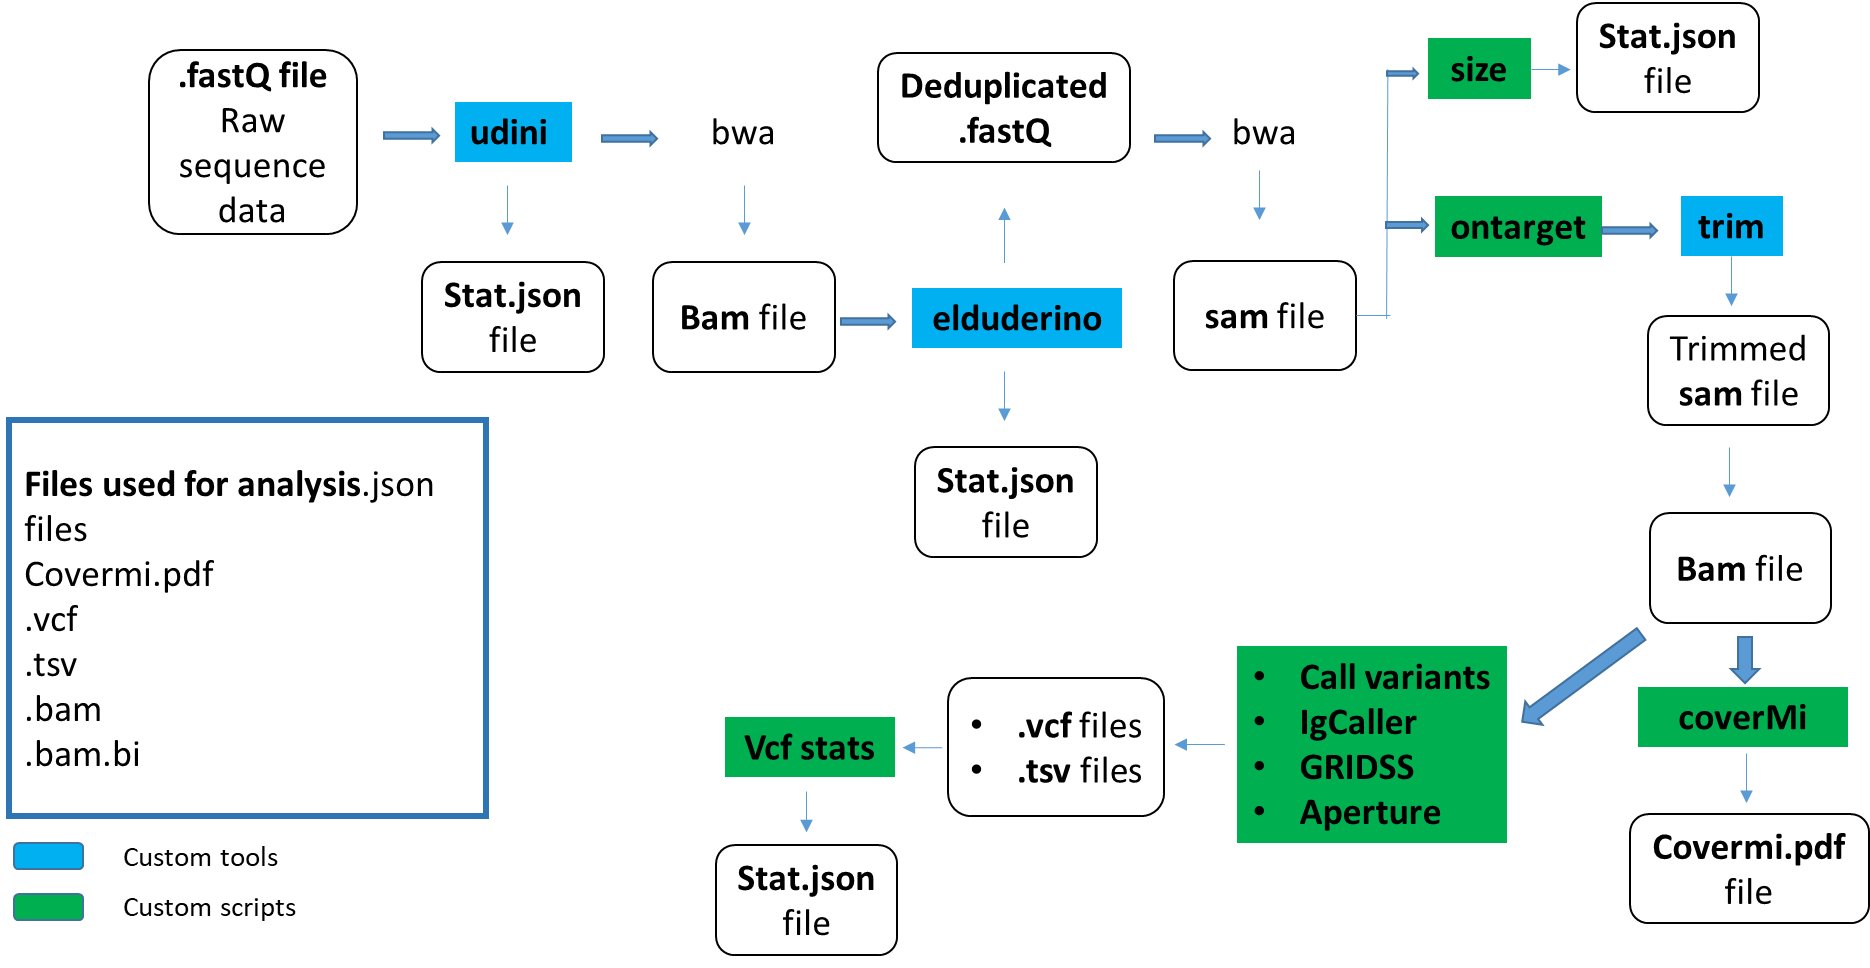 .fastQ file
Raw
sequence
data
udini
Stat.json
file
bwa
Bam file
elduderino
Deduplicated
.fastQ
Stat.json
file
bwa
sam file
size
Stat.json
file
ontarget
trim
Trimmed
sam file
Bam file
coverMi
Covermi.pdf
file
• Call variants
• IgCaller
• GRIDSS
• Aperture
• .vcf files
• .tsv files
Vcf stats
Stat.json
file
Files used for analysis.json
files
Covermi.pdf
.vcf
.tsv
.bam
.bam.bi
Custom tools
Custom scripts